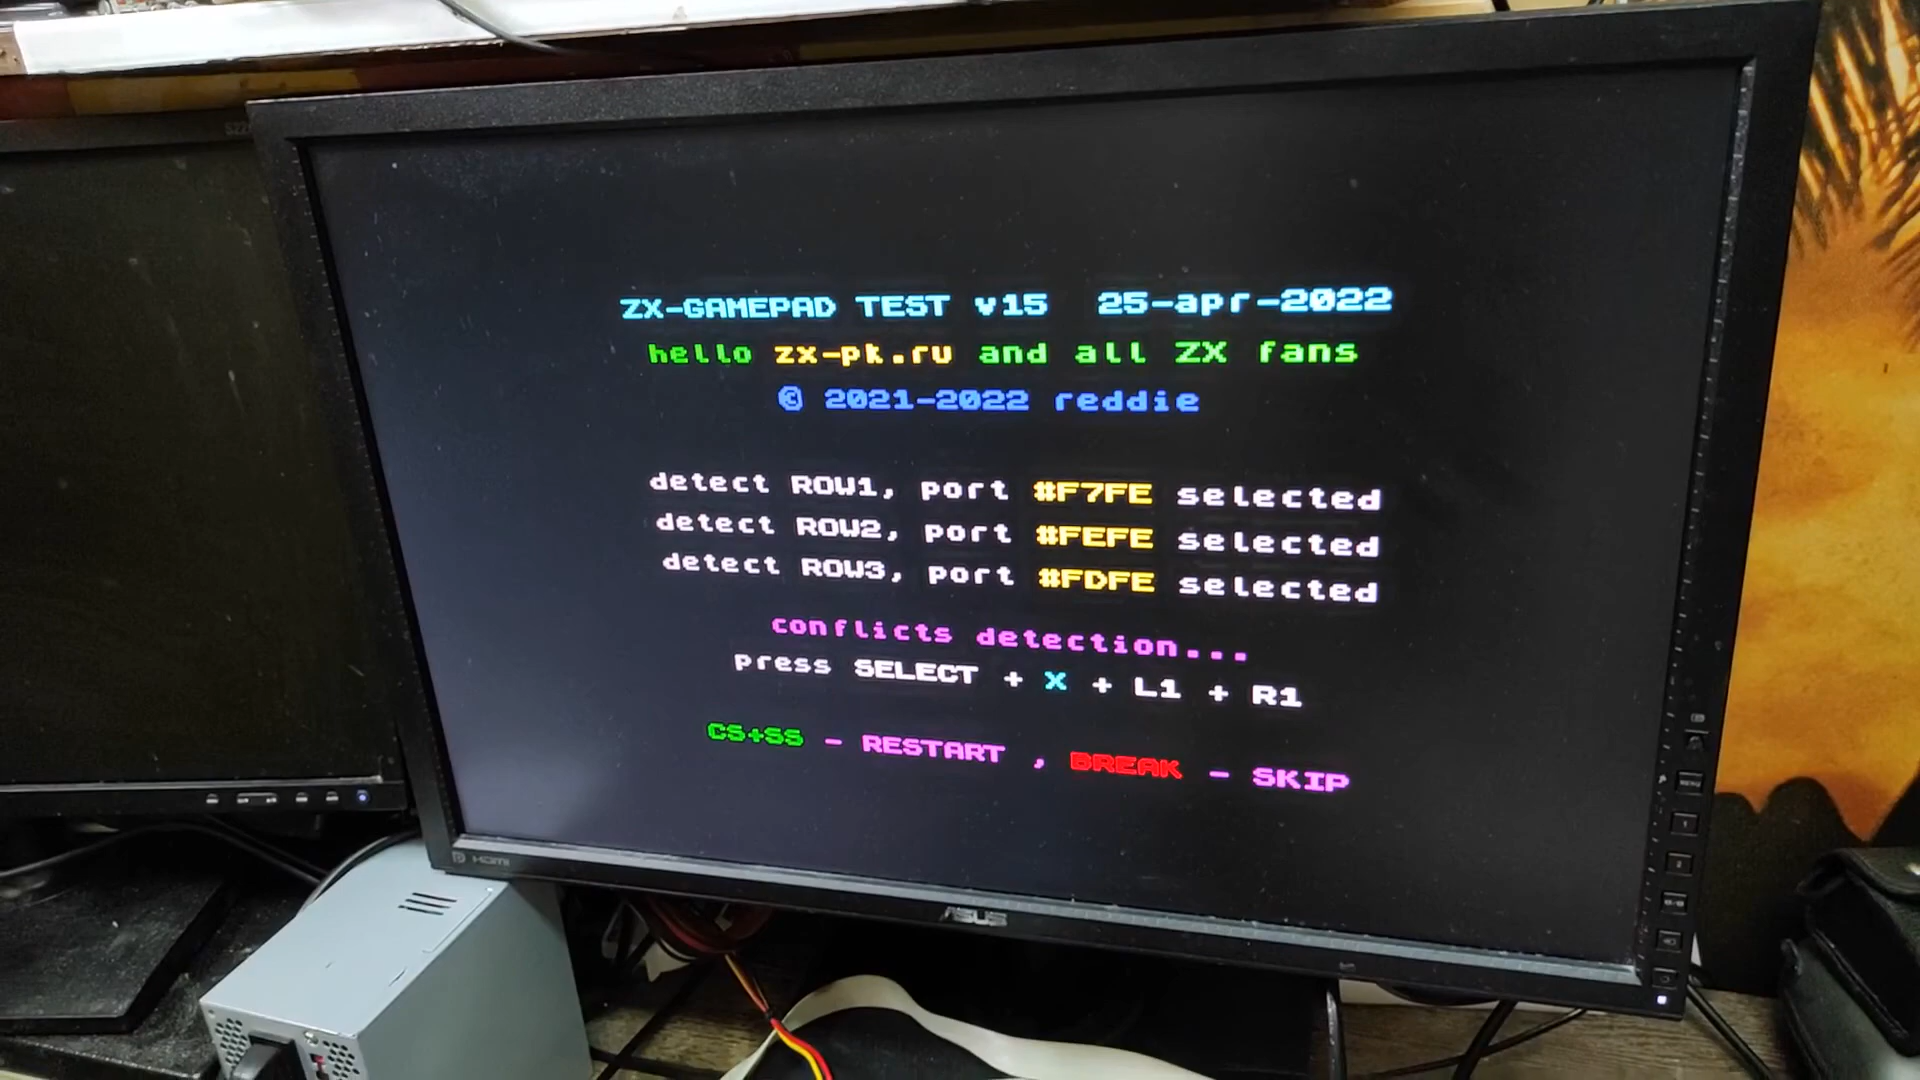 ZX-GAMEPAD TEST v15 25-apr-2022
hello zx-pk.ru and all ZX fans
© 2021-2022 reddie
detect ROW1, port #F7FE selected
detect ROW2, port #FEFE selected
detect ROW3, port #FDFE selected
conflicts detection...
press SELECT + X + L1 + R1
CS+SS - RESTART , BREAK - SKIP
HDMI
ASUS
MENU